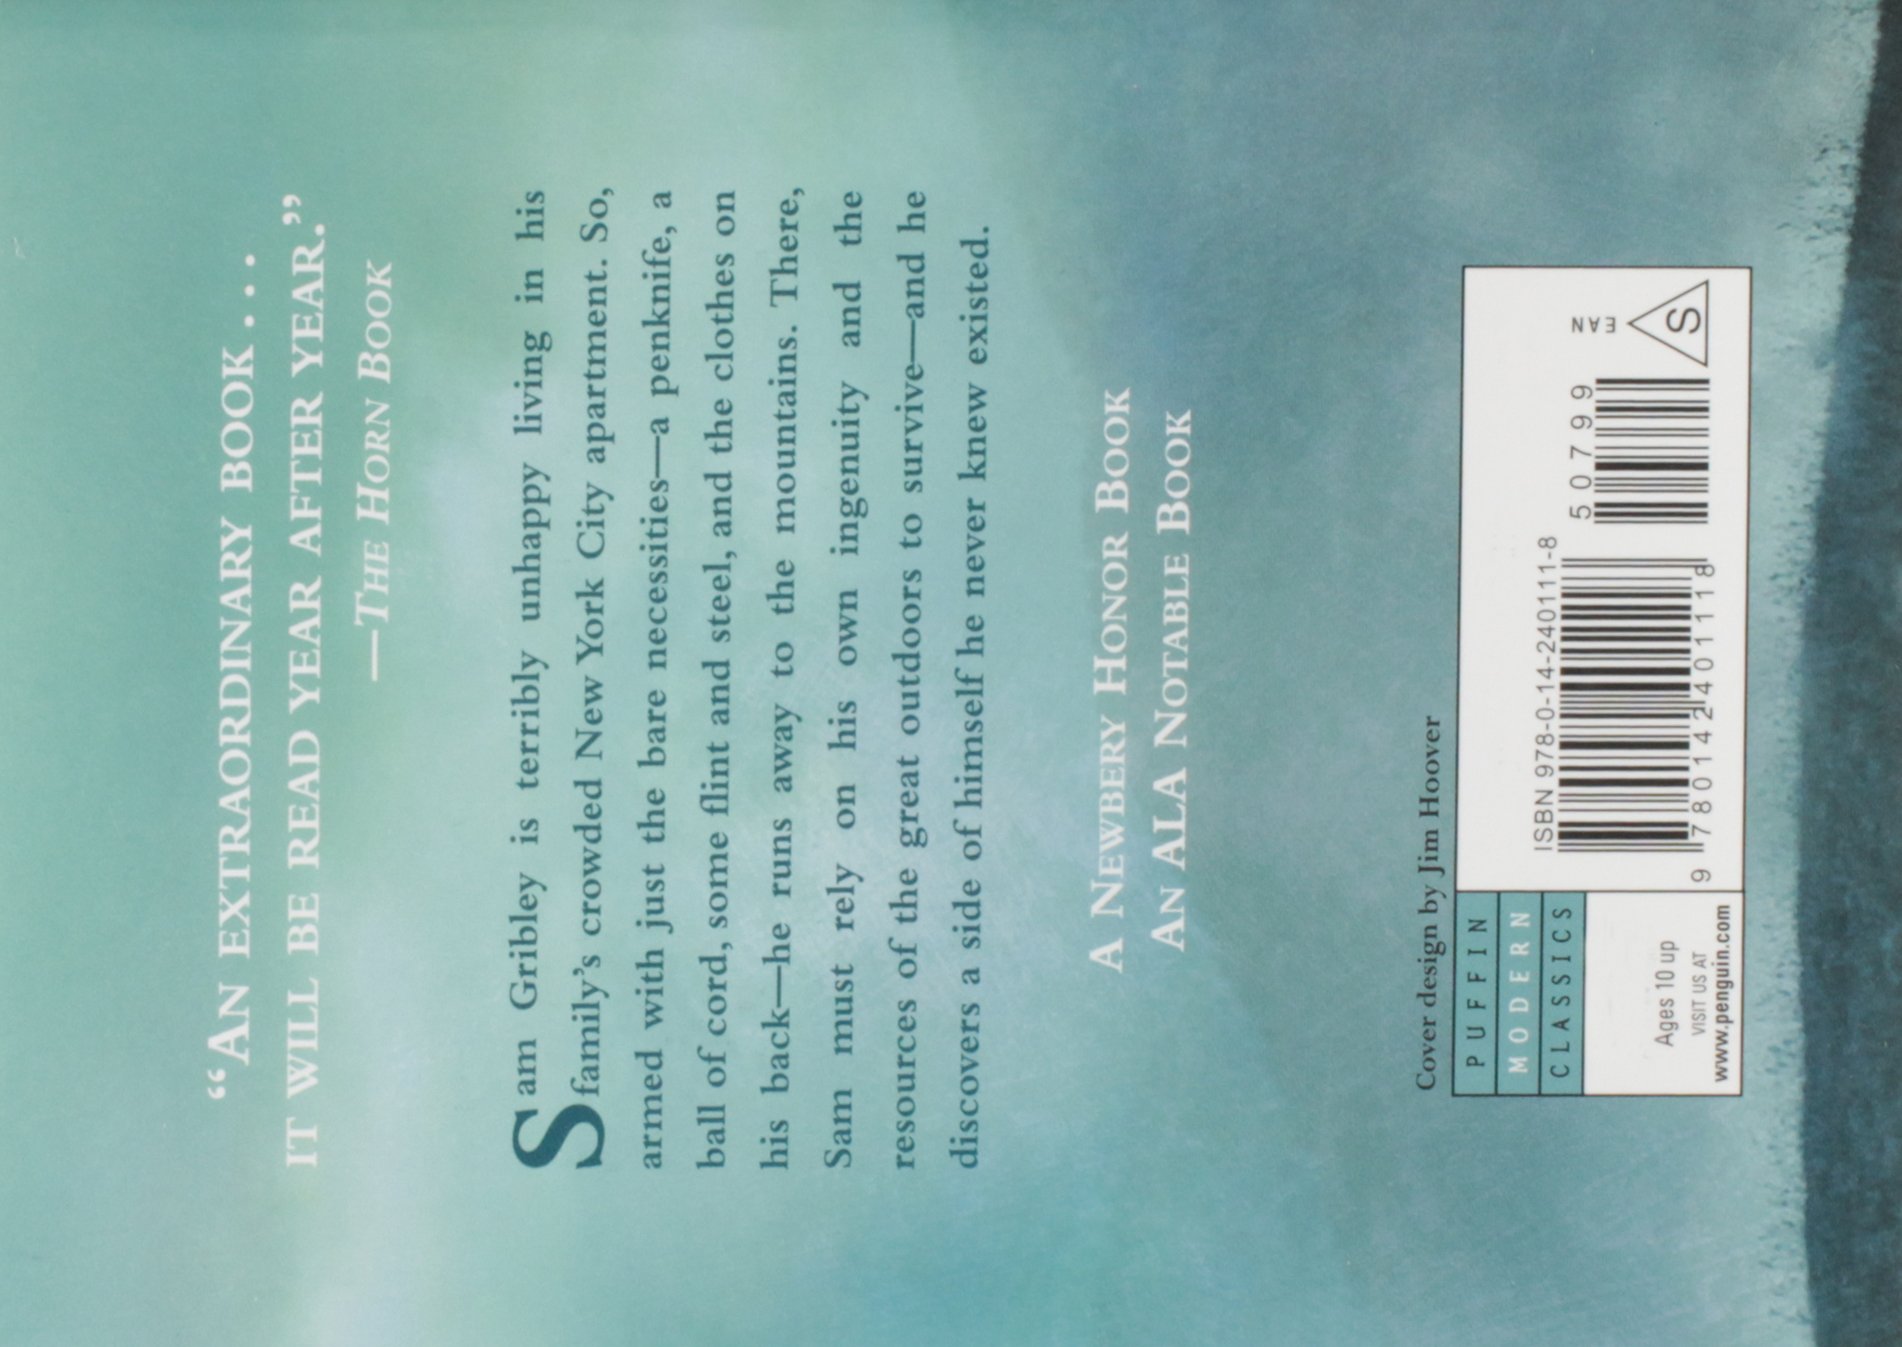 “AN EXTRAORDINARY BOOK . . .
IT WILL BE READ YEAR AFTER YEAR.”
—THE HORN BOOK
Sam Gribley is terribly unhappy living in his
family’s crowded New York City apartment. So,
armed with just the bare necessities—a penknife, a
ball of cord, some flint and steel, and the clothes on
his back—he runs away to the mountains. There,
Sam must rely on his own ingenuity and the
resources of the great outdoors to survive—and he
discovers a side of himself he never knew existed.
A NEWBERY HONOR BOOK
AN ALA NOTABLE BOOK
Cover design by Jim Hoover
PUFFIN
MODERN
CLASSICS
Ages 10 up
VISIT US AT
www.penguin.com
ISBN 978-0-14-240111-8
9 780142 401118
50799
EAN
S